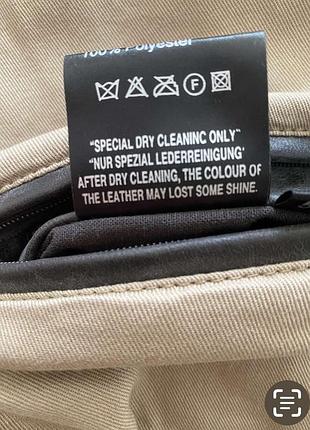 100% Polyester
F
"SPECIAL DRY CLEANINC ONLY"
"NUR SPEZIAL LEDERREINIGUNG"
AFTER DRY CLEANING, THE COLOUR OF
THE LEATHER MAY LOST SOME SHINE.